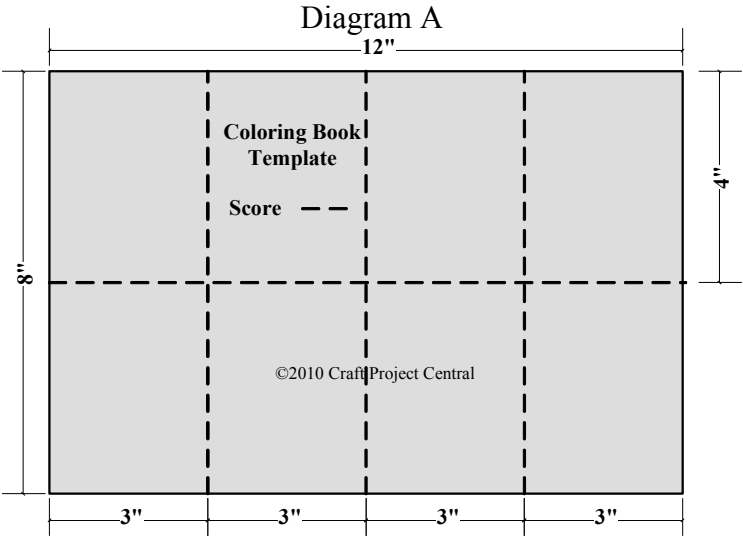 Diagram A
12"
Coloring Book
Template
Score
4"
8"
©2010 Craft Project Central
3" 3" 3" 3"